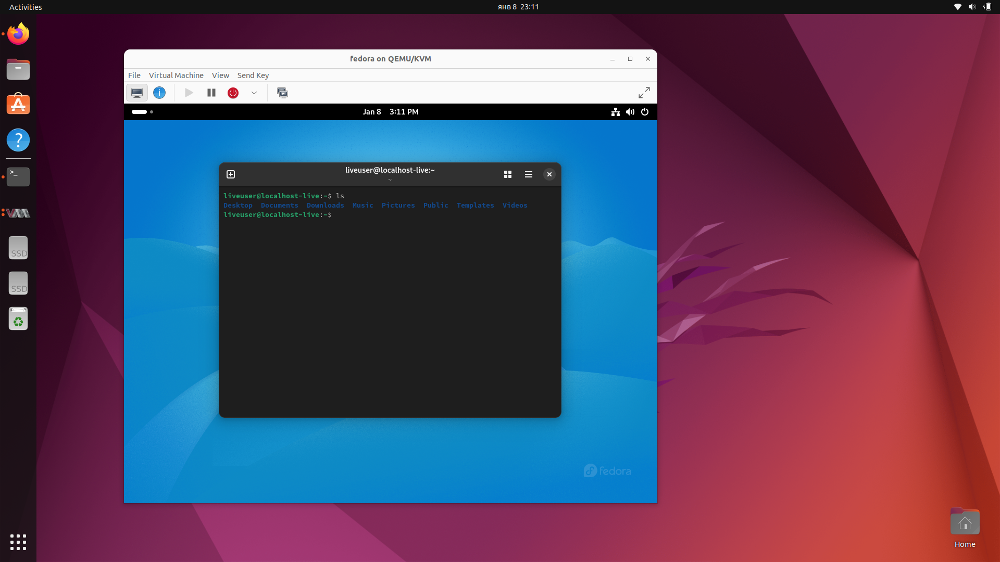 Activities
янв 8 23:11
fedora on QEMU/KVM
File Virtual Machine View Send Key
Jan 8 3:11 PM
liveuser@localhost-live:~
~
liveuser@localhost-live:~$ ls
Desktop Documents Downloads Music Pictures Public Templates Videos
liveuser@localhost-live:~$
SSD
SSD
fedora
Home